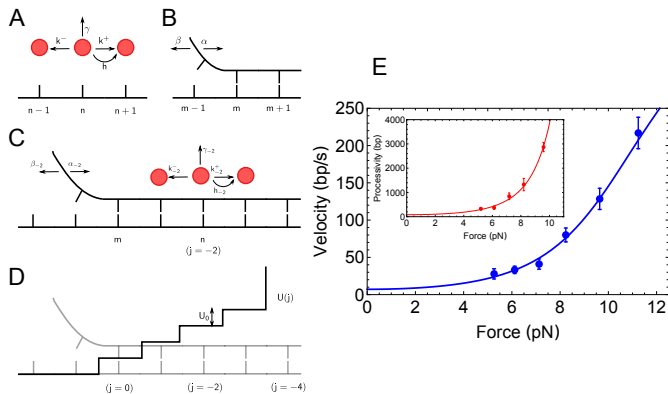 A
γ
k⁻ k⁺
h
n − 1 n n + 1
B
β α
m − 1 m m + 1
C
β₋₂ α₋₂
γ₋₂
k⁻₋₂ k⁺₋₂
h₋₂
m n
(j = −2)
D
U(j)
U₀
(j = 0) (j = −2) (j = −4)
E
Velocity (bp/s)
250
200
150
100
50
0
0 2 4 6 8 10 12
Force (pN)
Processivity (bp)
4000
3000
2000
1000
0
0 2 4 6 8 10
Force (pN)